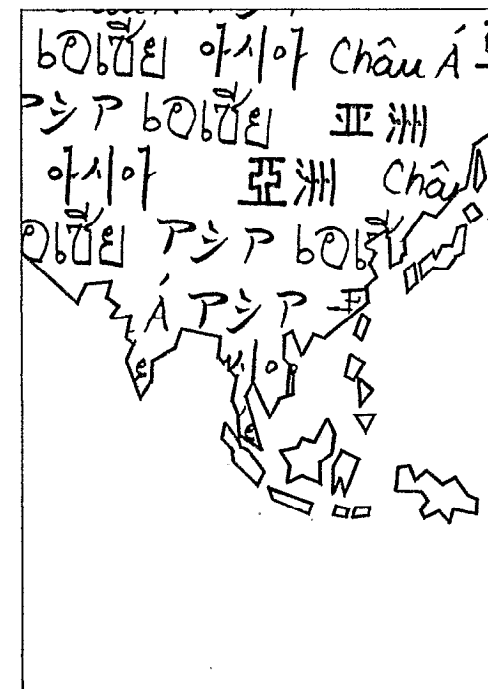 เอเชีย 아시아 Châu Á
アジア เอเชีย 亚洲
아시아 亞洲 Châu
เอเชีย アジア เอเชีย
Á アジア